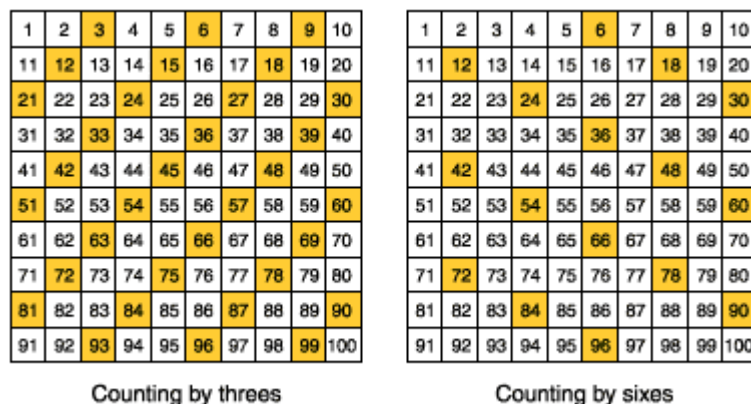 1 2 3 4 5 6 7 8 9 10
11 12 13 14 15 16 17 18 19 20
21 22 23 24 25 26 27 28 29 30
31 32 33 34 35 36 37 38 39 40
41 42 43 44 45 46 47 48 49 50
51 52 53 54 55 56 57 58 59 60
61 62 63 64 65 66 67 68 69 70
71 72 73 74 75 76 77 78 79 80
81 82 83 84 85 86 87 88 89 90
91 92 93 94 95 96 97 98 99 100
Counting by threes
1 2 3 4 5 6 7 8 9 10
11 12 13 14 15 16 17 18 19 20
21 22 23 24 25 26 27 28 29 30
31 32 33 34 35 36 37 38 39 40
41 42 43 44 45 46 47 48 49 50
51 52 53 54 55 56 57 58 59 60
61 62 63 64 65 66 67 68 69 70
71 72 73 74 75 76 77 78 79 80
81 82 83 84 85 86 87 88 89 90
91 92 93 94 95 96 97 98 99 100
Counting by sixes